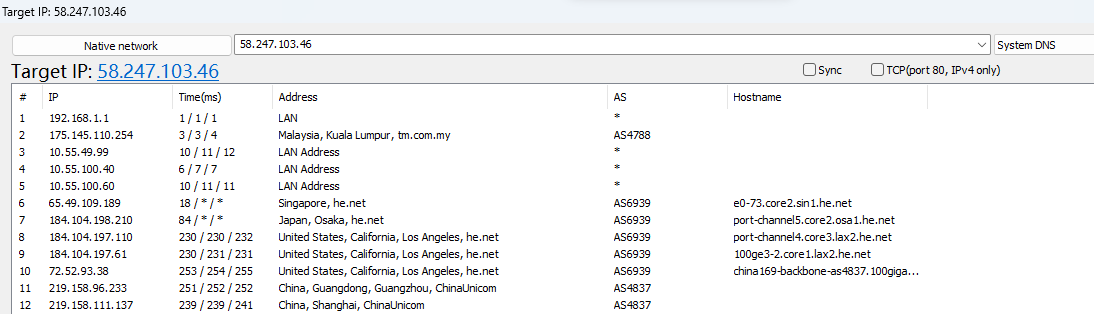 Target IP: 58.247.103.46
Native network 58.247.103.46 System DNS
Target IP: 58.247.103.46 Sync TCP(port 80, IPv4 only)
# IP Time(ms) Address AS Hostname
1 192.168.1.1 1 / 1 / 1 LAN *
2 175.145.110.254 3 / 3 / 4 Malaysia, Kuala Lumpur, tm.com.my AS4788
3 10.55.49.99 10 / 11 / 12 LAN Address *
4 10.55.100.40 6 / 7 / 7 LAN Address *
5 10.55.100.60 10 / 11 / 11 LAN Address *
6 65.49.109.189 18 / * / * Singapore, he.net AS6939 e0-73.core2.sin1.he.net
7 184.104.198.210 84 / * / * Japan, Osaka, he.net AS6939 port-channel5.core2.osa1.he.net
8 184.104.197.110 230 / 230 / 232 United States, California, Los Angeles, he.net AS6939 port-channel4.core3.lax2.he.net
9 184.104.197.61 230 / 231 / 231 United States, California, Los Angeles, he.net AS6939 100ge3-2.core1.lax2.he.net
10 72.52.93.38 253 / 254 / 255 United States, California, Los Angeles, he.net AS6939 china169-backbone-as4837.100giga...
11 219.158.96.233 251 / 252 / 252 China, Guangdong, Guangzhou, ChinaUnicom AS4837
12 219.158.111.137 239 / 239 / 241 China, Shanghai, ChinaUnicom AS4837